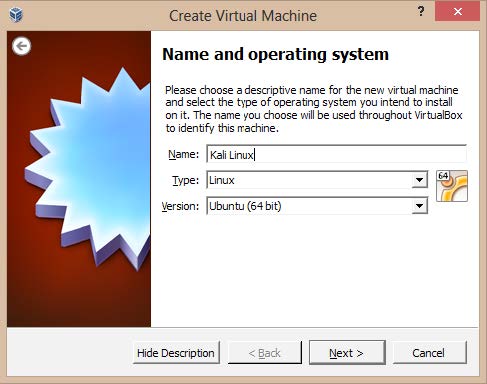 Create Virtual Machine
?
Name and operating system
Please choose a descriptive name for the new virtual machine
and select the type of operating system you intend to install
on it. The name you choose will be used throughout VirtualBox
to identify this machine.
Name: Kali Linux
Type: Linux
64
Version: Ubuntu (64 bit)
Hide Description < Back Next > Cancel